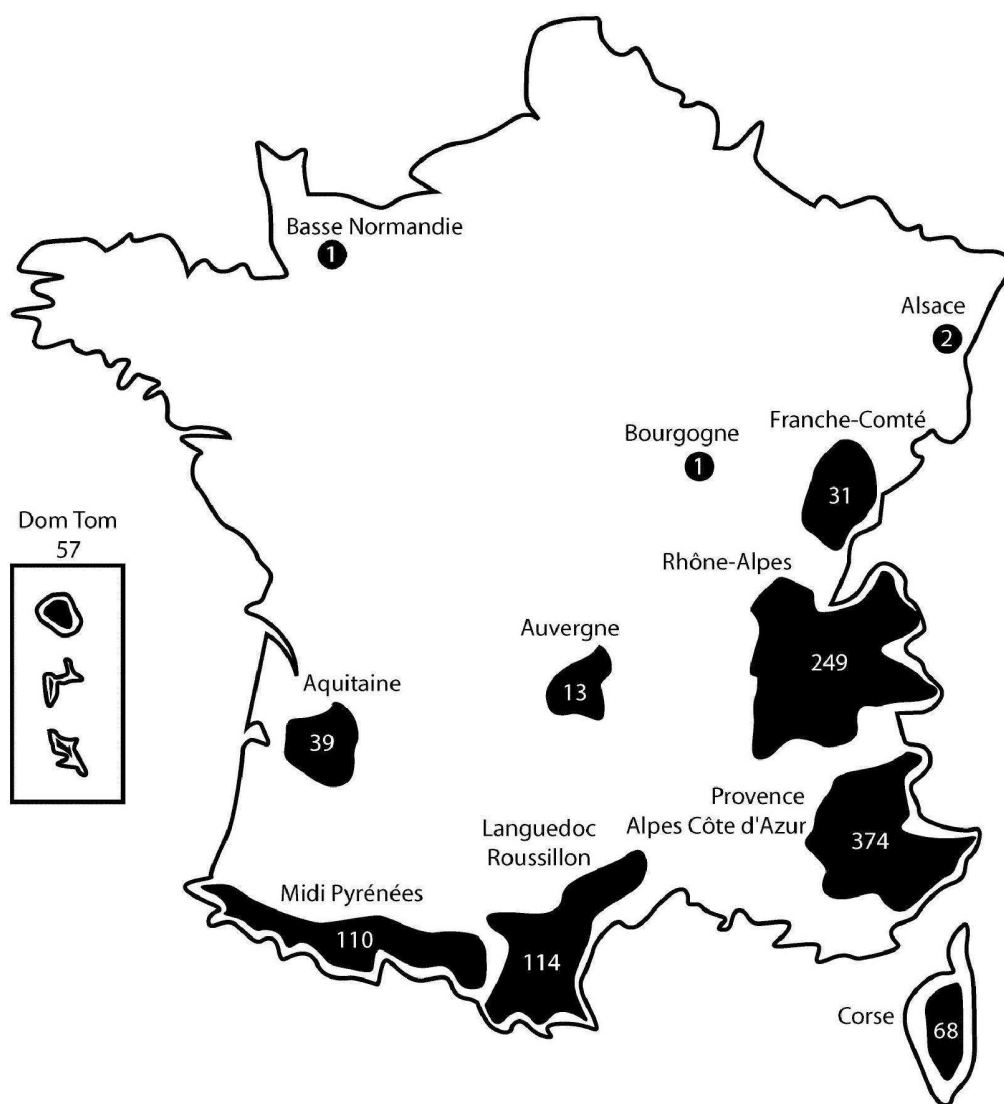 Basse Normandie
1
Alsace
2
Franche-Comté
31
Bourgogne
1
Dom Tom
57
Rhône-Alpes
249
Auvergne
13
Aquitaine
39
Provence
Alpes Côte d'Azur
374
Languedoc
Roussillon
114
Midi Pyrénées
110
Corse
68